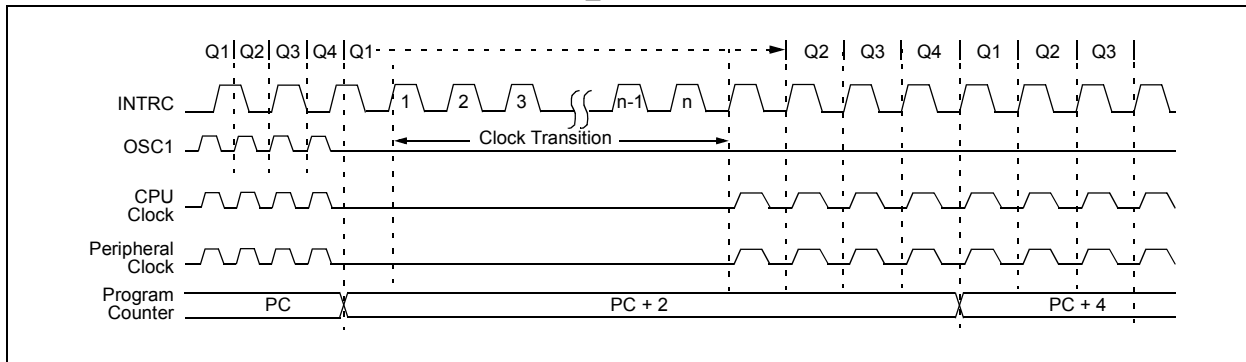 Q1 Q2 Q3 Q4 Q1 Q2 Q3 Q4 Q1 Q2 Q3
INTRC 1 2 3 n-1 n
Clock Transition
OSC1
CPU
Clock
Peripheral
Clock
Program
Counter
PC PC + 2 PC + 4